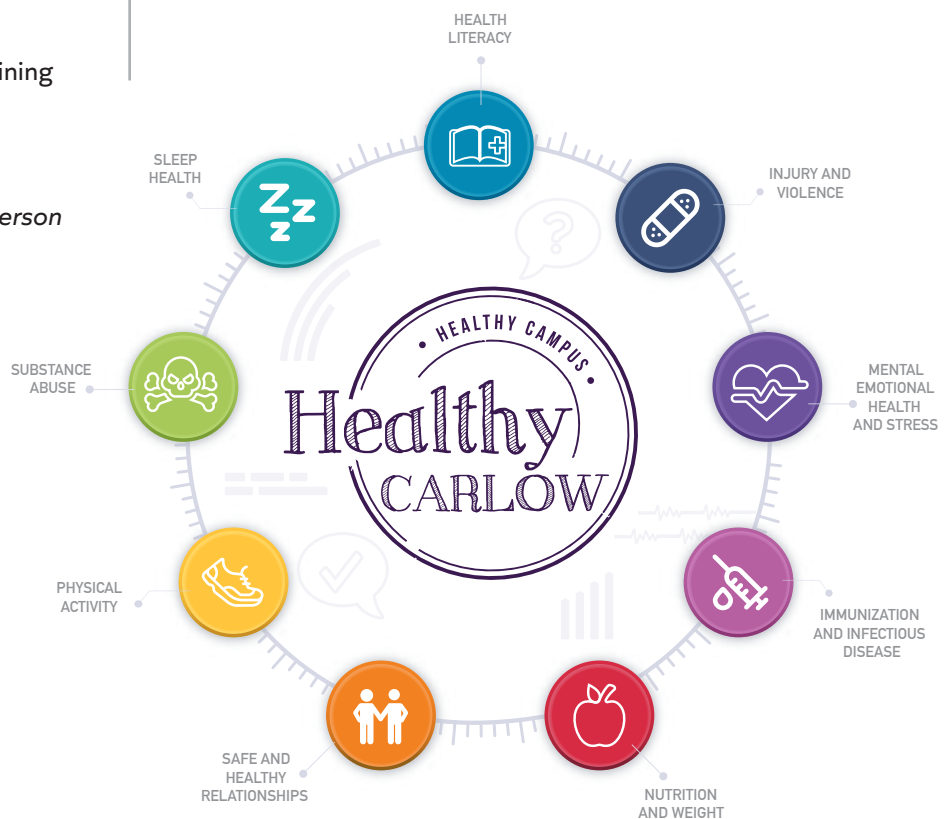 HEALTH
LITERACY
ining
SLEEP
HEALTH
INJURY AND
VIOLENCE
erson
• HEALTHY CAMPUS •
Healthy
CARLOW
SUBSTANCE
ABUSE
MENTAL
EMOTIONAL
HEALTH
AND STRESS
PHYSICAL
ACTIVITY
IMMUNIZATION
AND INFECTIOUS
DISEASE
SAFE AND
HEALTHY
RELATIONSHIPS
NUTRITION
AND WEIGHT